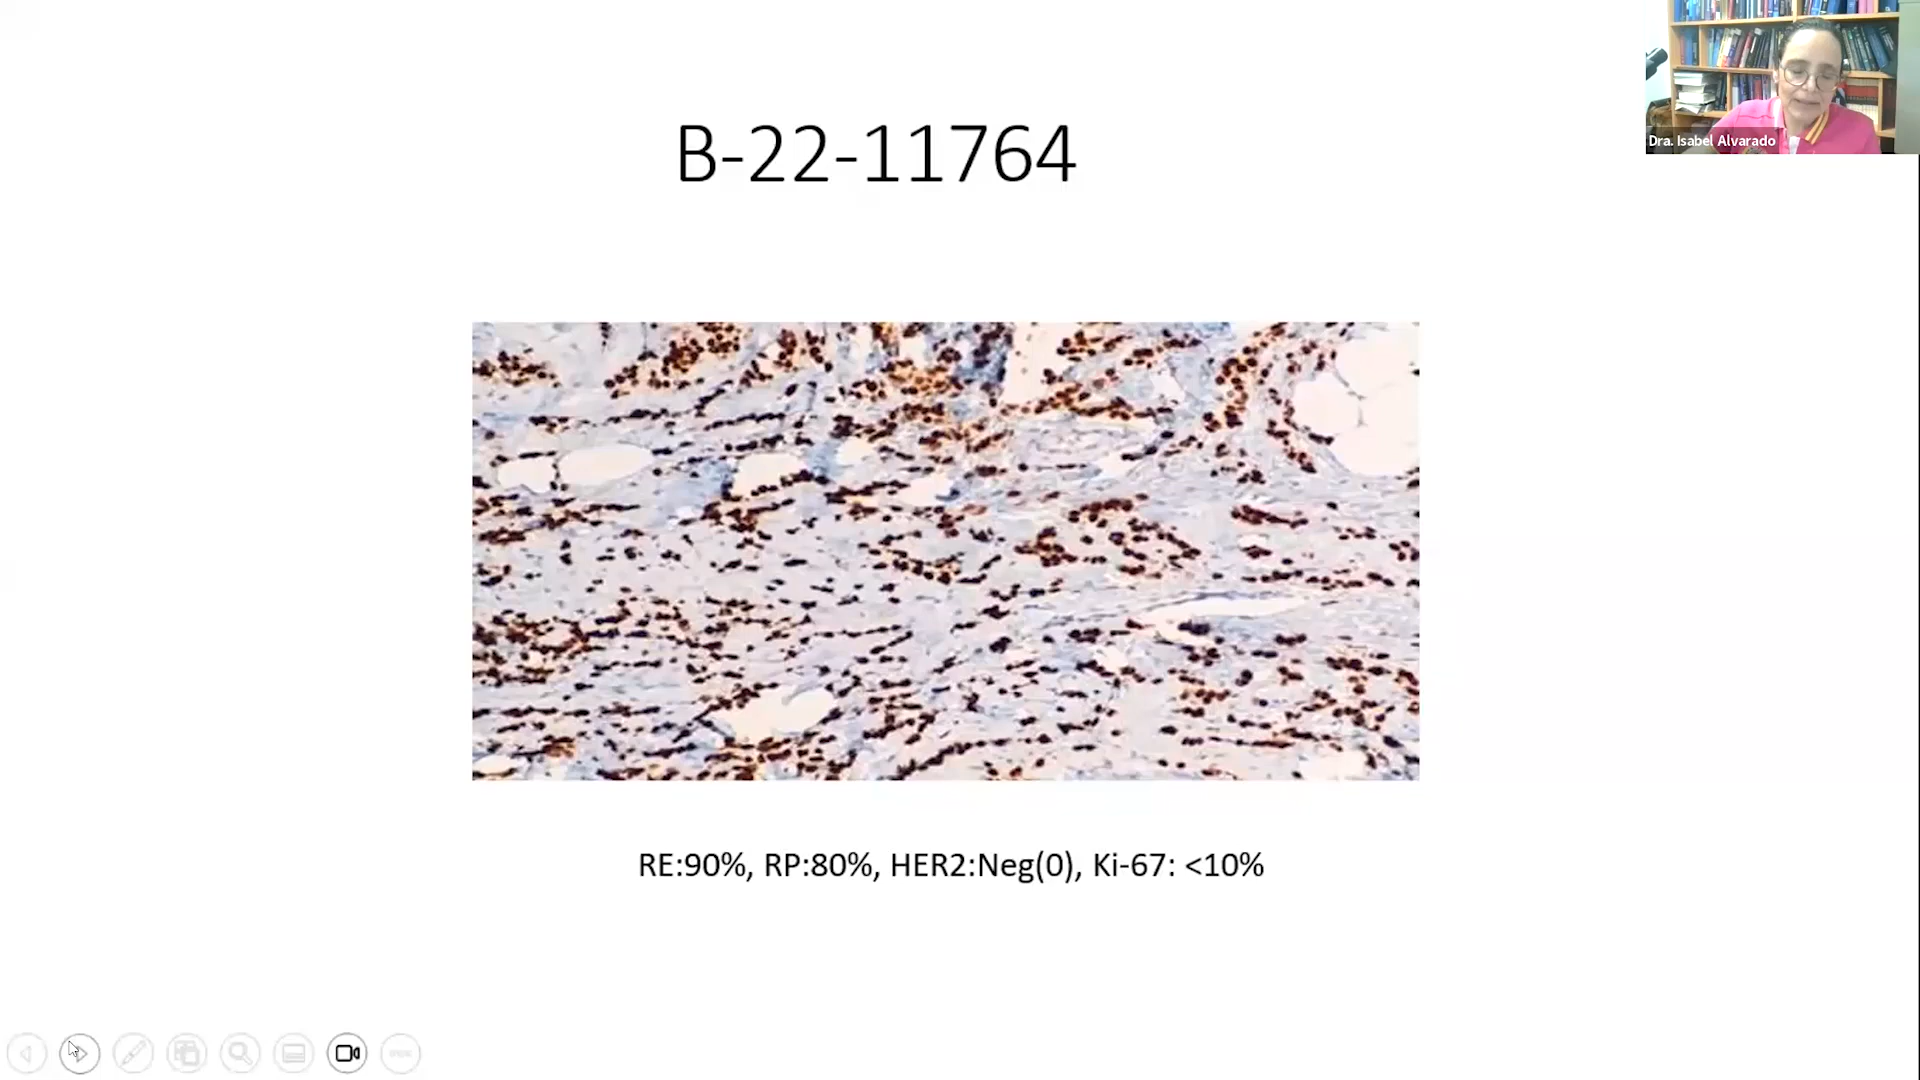 B-22-11764
Dra. Isabel Alvarado
RE:90%, RP:80%, HER2:Neg(0), Ki-67: <10%